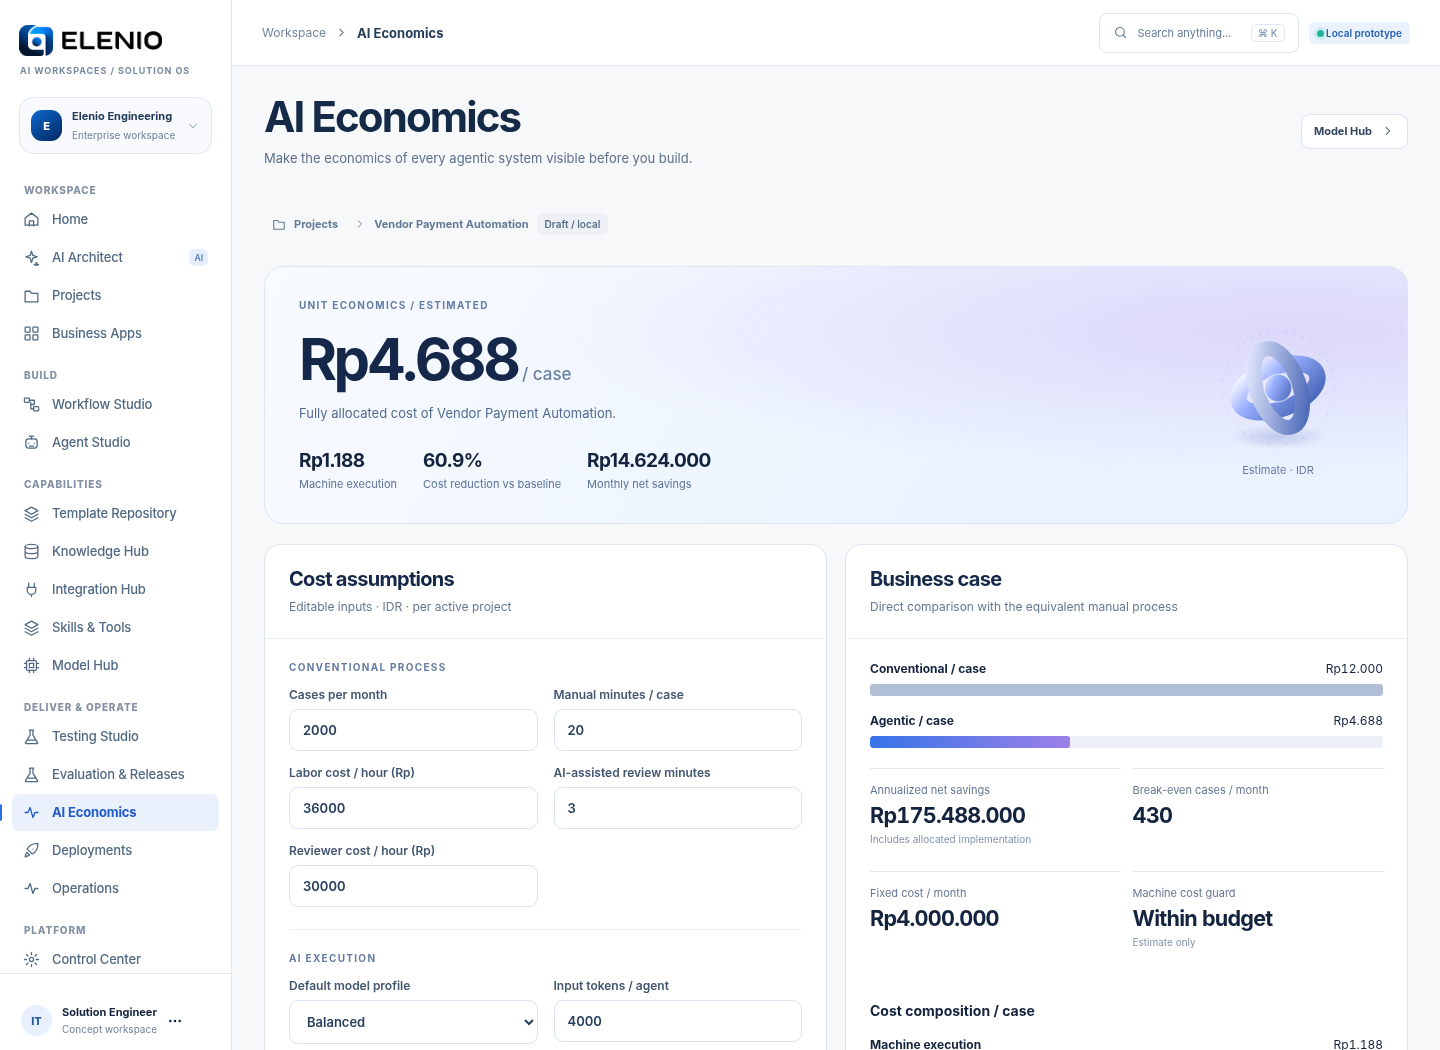 ELENIO
AI WORKSPACES / SOLUTION OS
E
Elenio Engineering
Enterprise workspace
WORKSPACE
Home
AI Architect
AI
Projects
Business Apps
BUILD
Workflow Studio
Agent Studio
CAPABILITIES
Template Repository
Knowledge Hub
Integration Hub
Skills & Tools
Model Hub
DELIVER & OPERATE
Testing Studio
Evaluation & Releases
AI Economics
Deployments
Operations
PLATFORM
Control Center
IT
Solution Engineer
Concept workspace
Workspace > AI Economics
Search anything...
⌘ K
Local prototype
AI Economics
Make the economics of every agentic system visible before you build.
Model Hub
Projects > Vendor Payment Automation
Draft / local
UNIT ECONOMICS / ESTIMATED
Rp4.688 / case
Fully allocated cost of Vendor Payment Automation.
Rp1.188
Machine execution
60.9%
Cost reduction vs baseline
Rp14.624.000
Monthly net savings
Estimate · IDR
Cost assumptions
Editable inputs · IDR · per active project
CONVENTIONAL PROCESS
Cases per month
2000
Manual minutes / case
20
Labor cost / hour (Rp)
36000
AI-assisted review minutes
3
Reviewer cost / hour (Rp)
30000
AI EXECUTION
Default model profile
Balanced
Input tokens / agent
4000
Business case
Direct comparison with the equivalent manual process
Conventional / case
Rp12.000
Agentic / case
Rp4.688
Annualized net savings
Rp175.488.000
Includes allocated implementation
Break-even cases / month
430
Fixed cost / month
Rp4.000.000
Machine cost guard
Within budget
Estimate only
Cost composition / case
Machine execution
Rp1.188